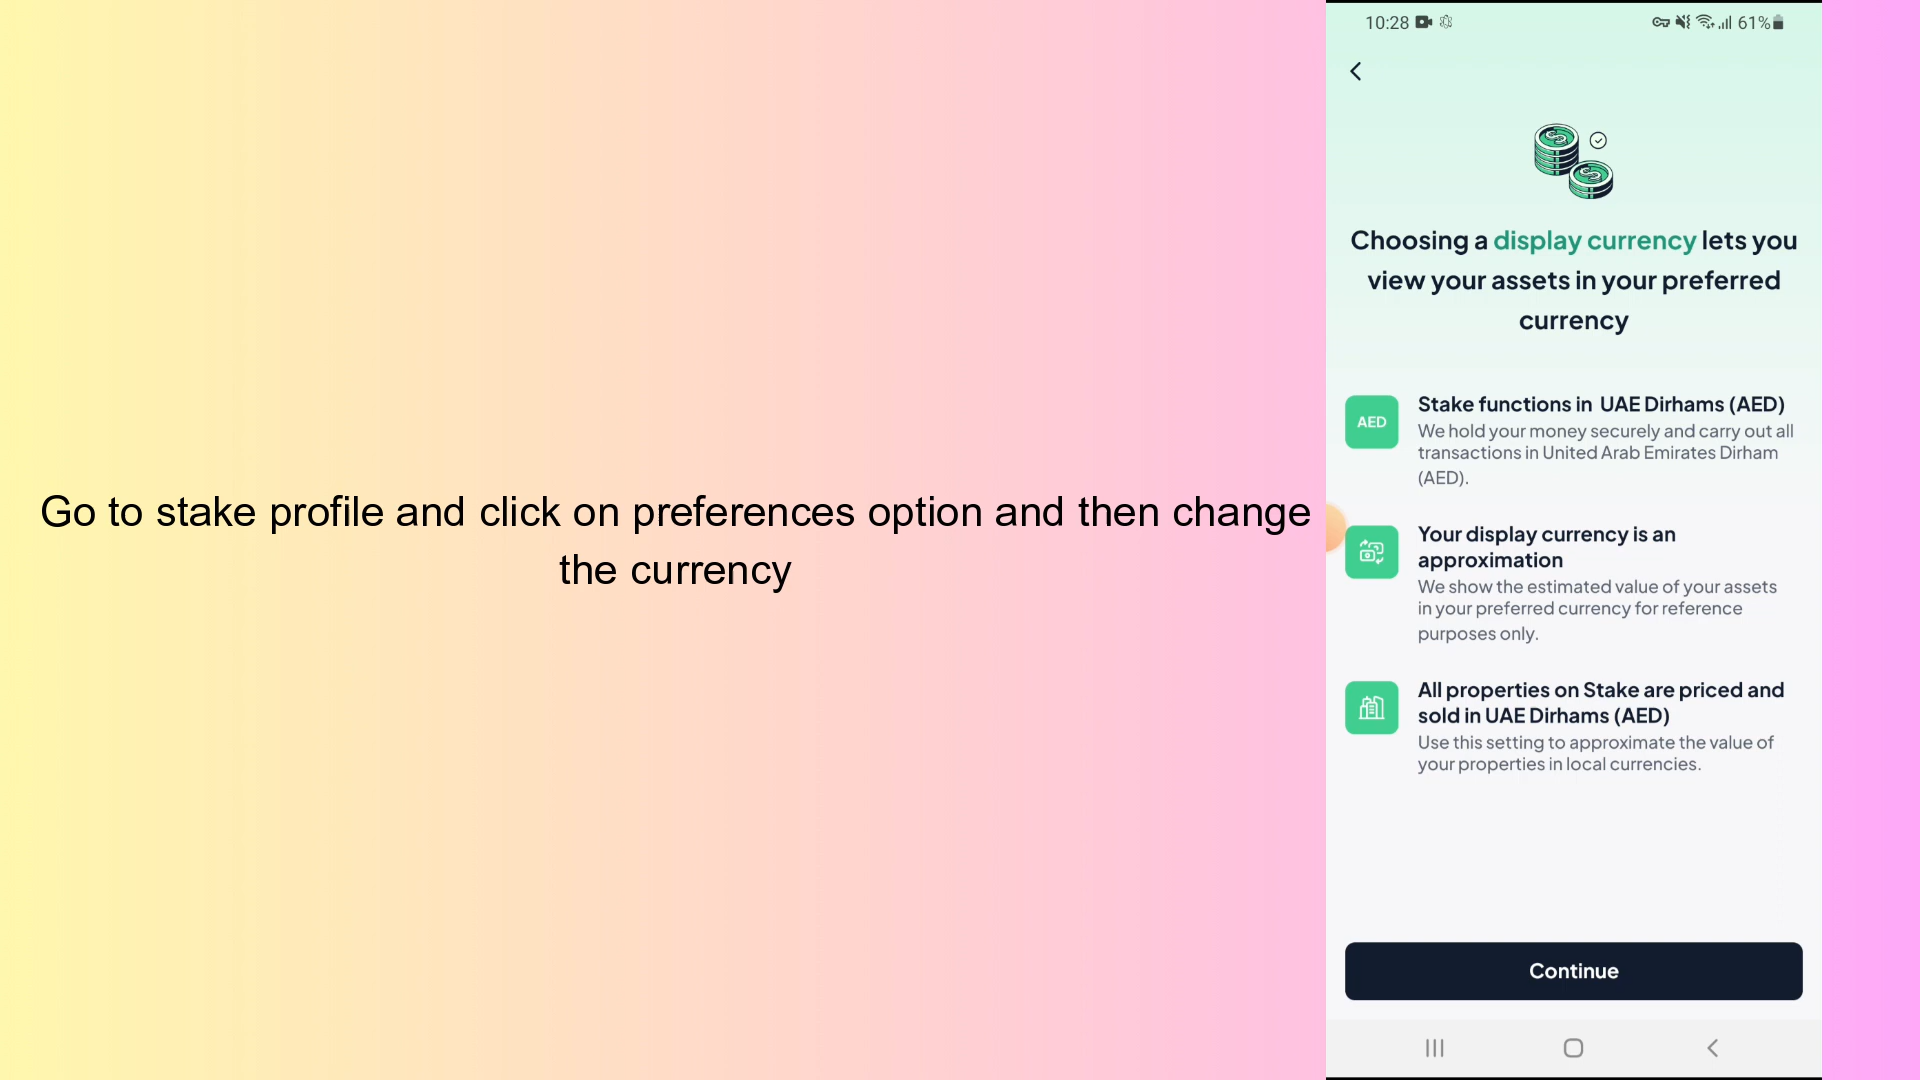 Go to stake profile and click on preferences option and then change
the currency
10:28
61%
Choosing a display currency lets you
view your assets in your preferred
currency
AED
Stake functions in UAE Dirhams (AED)
We hold your money securely and carry out all
transactions in United Arab Emirates Dirham
(AED).
Your display currency is an
approximation
We show the estimated value of your assets
in your preferred currency for reference
purposes only.
All properties on Stake are priced and
sold in UAE Dirhams (AED)
Use this setting to approximate the value of
your properties in local currencies.
Continue